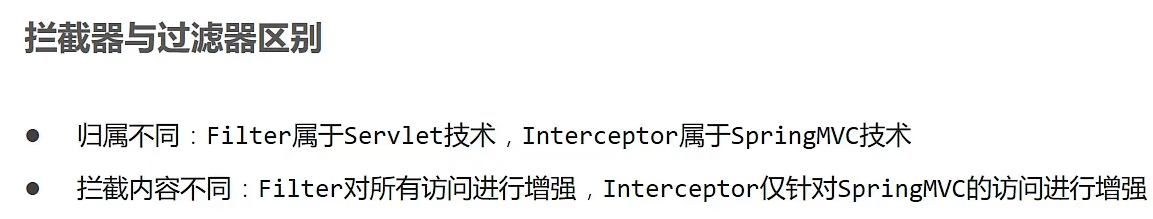 拦截器与过滤器区别
● 归属不同：Filter属于Servlet技术，Interceptor属于SpringMVC技术
● 拦截内容不同：Filter对所有访问进行增强，Interceptor仅针对SpringMVC的访问进行增强